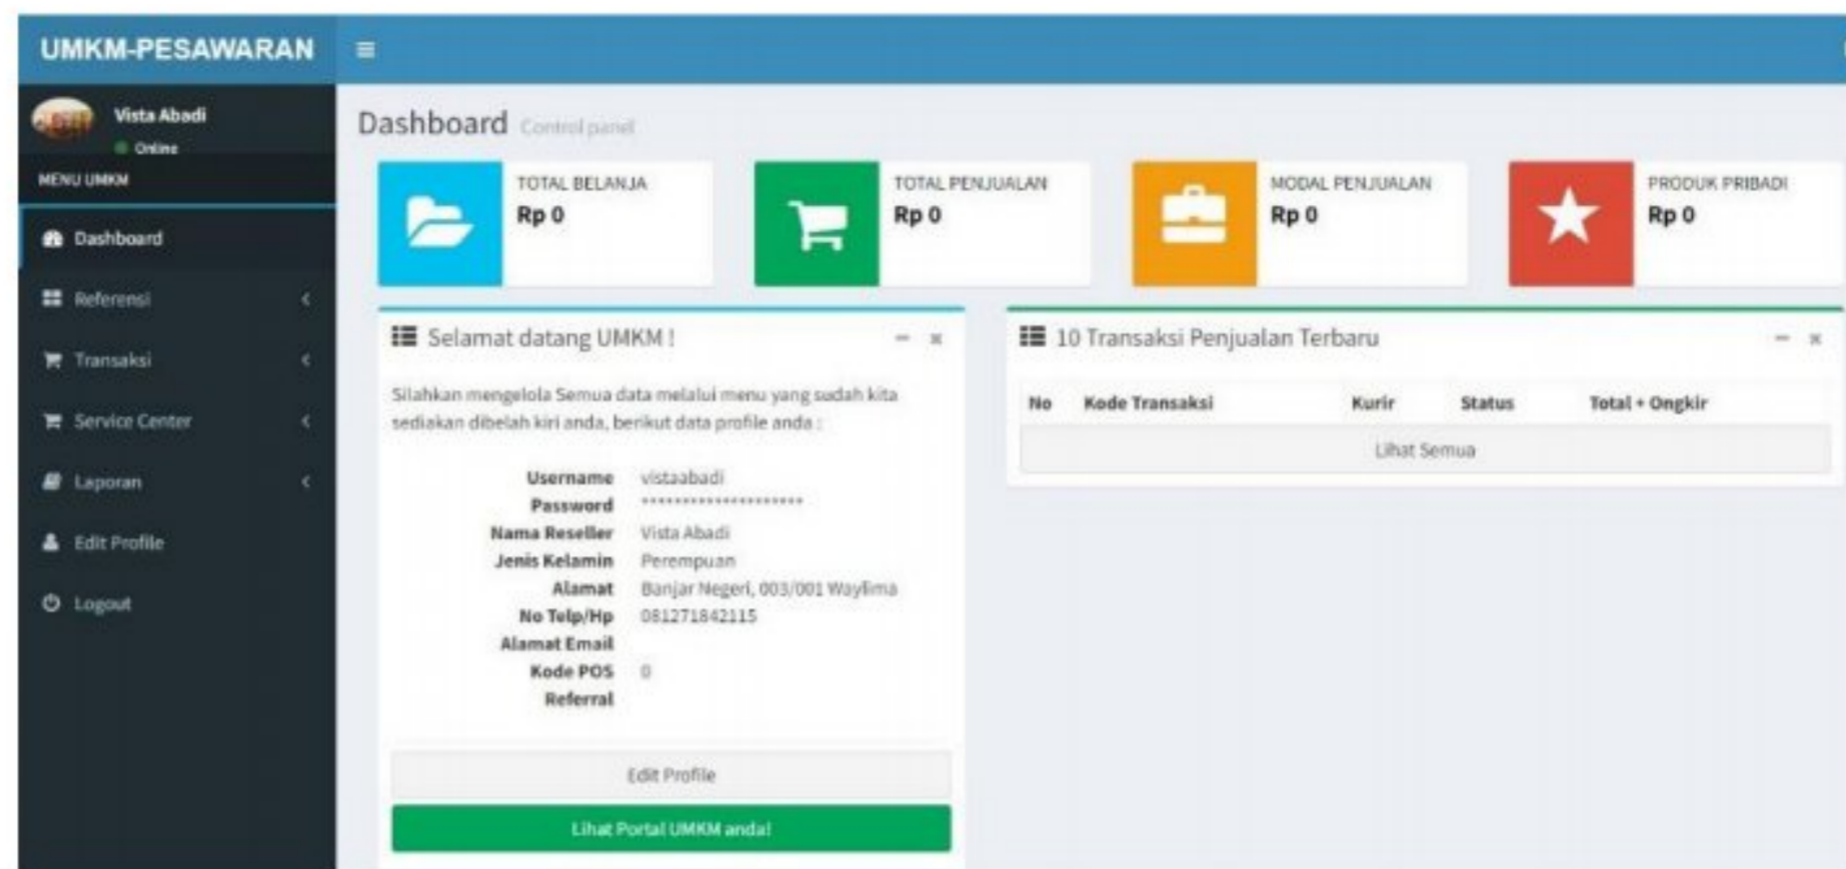 UMKM-PESAWARAN
Vista Abadi
Online
MENU UMKM
Dashboard
Referensi
Transaksi
Service Center
Laporan
Edit Profile
Logout
Dashboard Control panel
TOTAL BELANJA
Rp 0
TOTAL PENJUALAN
Rp 0
MODAL PENJUALAN
Rp 0
PRODUK PRIBADI
Rp 0
Selamat datang UMKM !
Silahkan mengelola Semua data melalui menu yang sudah kita
sediakan dibelah kiri anda, berikut data profile anda :
Username vistaabadi
Password ********************
Nama Reseller Vista Abadi
Jenis Kelamin Perempuan
Alamat Banjar Negeri, 003/001 Waylima
No Telp/Hp 081271842115
Alamat Email
Kode POS 0
Referral
Edit Profile
Lihat Portal UMKM anda!
10 Transaksi Penjualan Terbaru
No Kode Transaksi Kurir Status Total + Ongkir
Lihat Semua